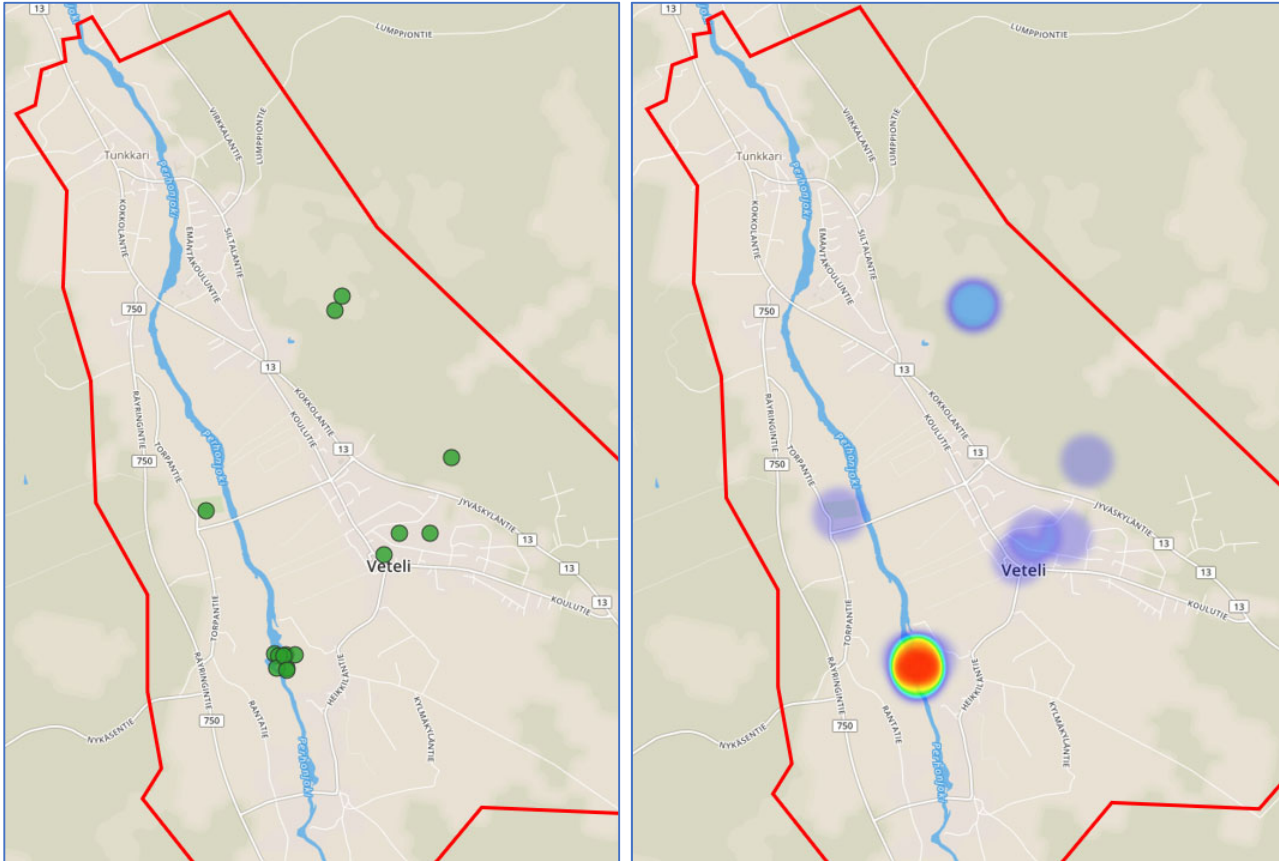 13
LUMPPIONTIE
VIRKKALANTIE
LUMPPIONTIE
Tunkkari
Perhonjoki
KOKKOLANTIE
EMÄNTÄKOULUNTIE
SILTALANTIE
750
13
RÄYRINGINTIE
TORPANTIE
Perhonjoki
KOKKOLANTIE
KOULUTIE
13
750
JYVÄSKYLÄNTIE
13
13
Veteli
KOULUTIE
13
TORPANTIE
RÄYRINGINTIE
HEIKKILÄNTIE
NYKÄSENTIE
750
RANTATIE
KYLMÄKYLÄNTIE
Perhonjoki
13
LUMPPIONTIE
VIRKKALANTIE
LUMPPIONTIE
Tunkkari
Perhonjoki
KOKKOLANTIE
EMÄNTÄKOULUNTIE
SILTALANTIE
750
13
RÄYRINGINTIE
TORPANTIE
Perhonjoki
KOKKOLANTIE
KOULUTIE
13
750
JYVÄSKYLÄNTIE
13
13
Veteli
KOULUTIE
13
TORPANTIE
RÄYRINGINTIE
HEIKKILÄNTIE
NYKÄSENTIE
750
RANTATIE
KYLMÄKYLÄNTIE
Perhonjoki